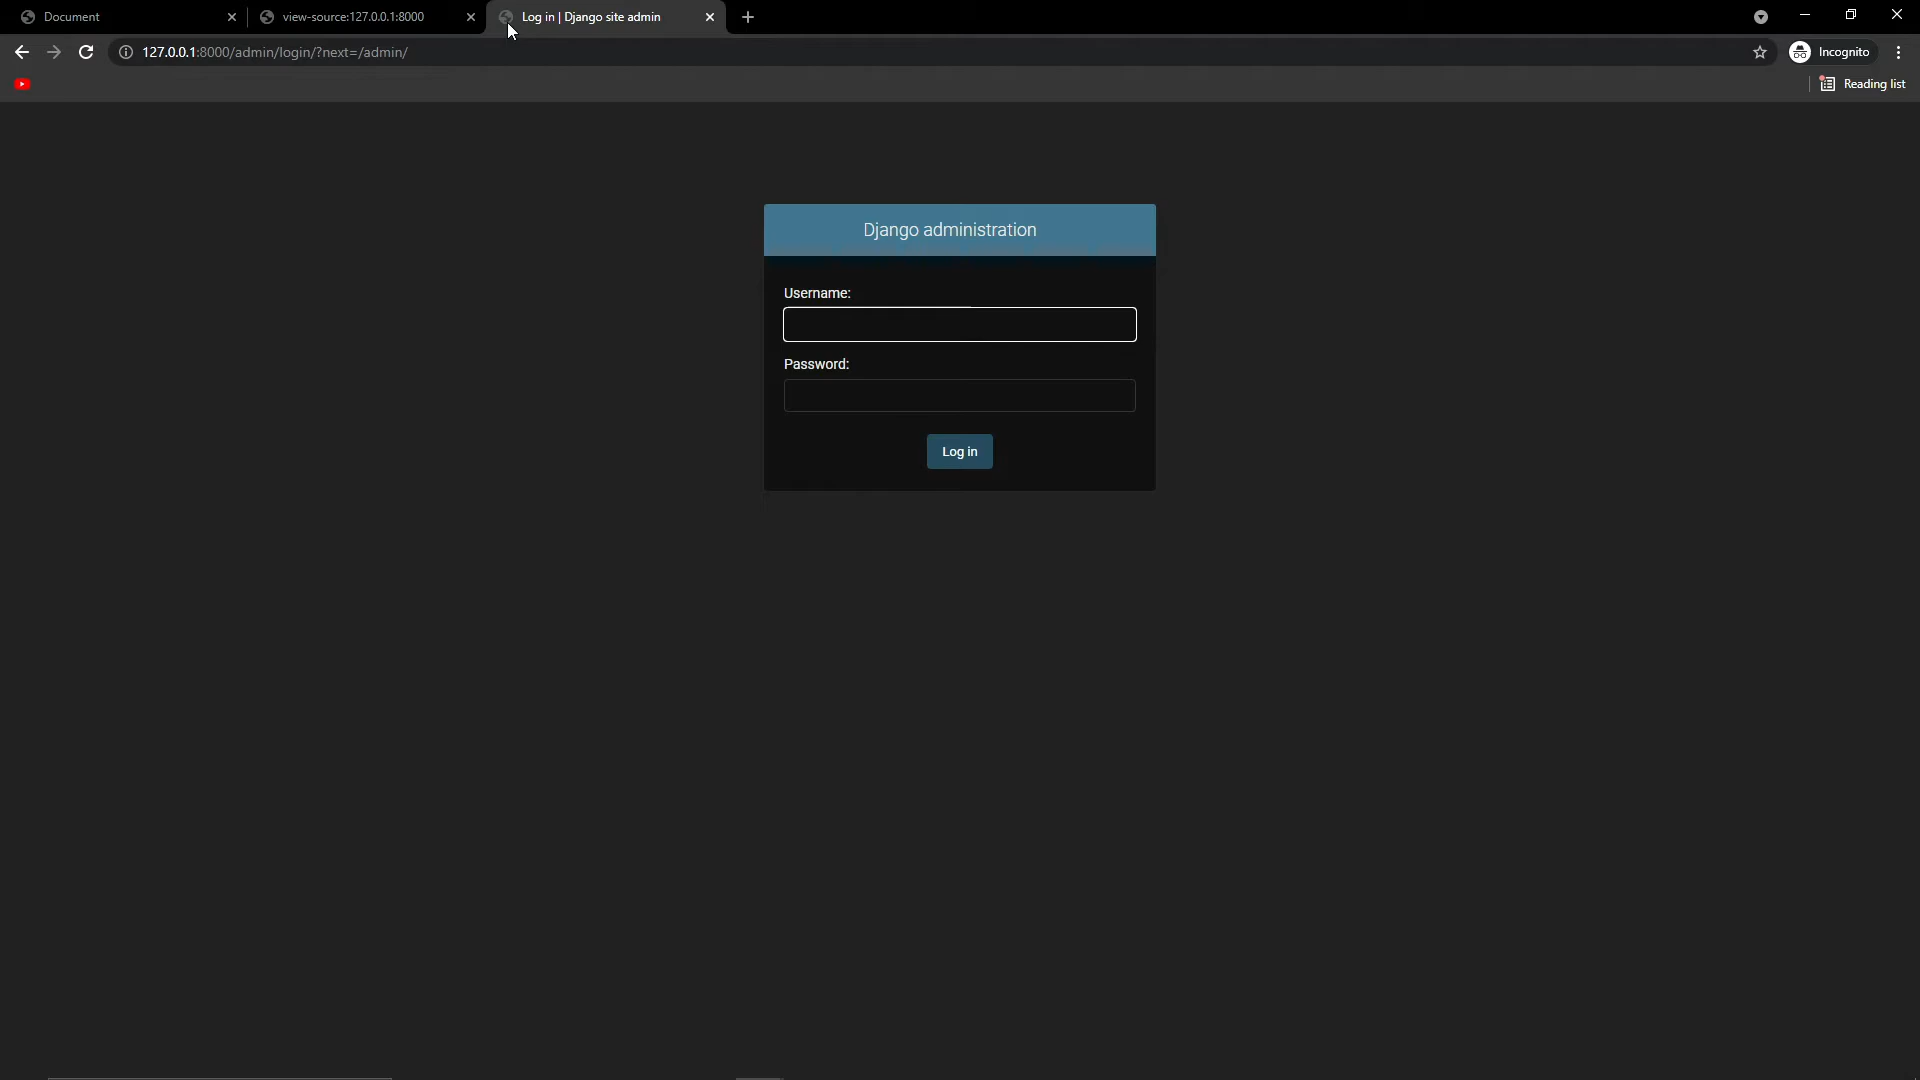 Document
view-source:127.0.0.1:8000
Log in | Django site admin
127.0.0.1:8000/admin/login/?next=/admin/
Incognito
Reading list
Django administration
Username:
Password:
Log in